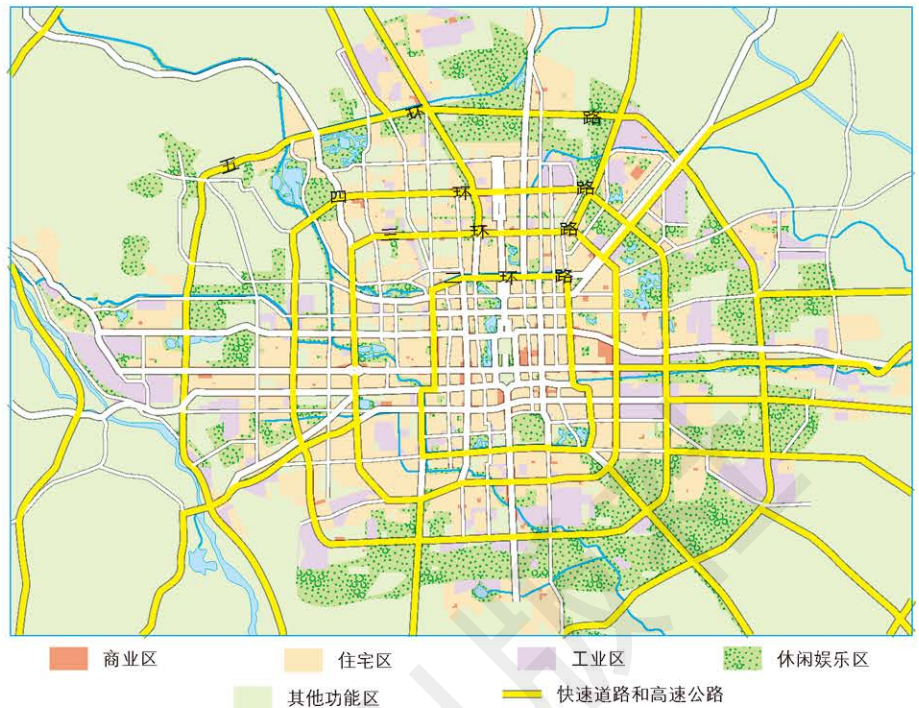 五 环 路
四 环 路
三 环 路
二 环 路
商业区 住宅区 工业区 休闲娱乐区
其他功能区 快速道路和高速公路